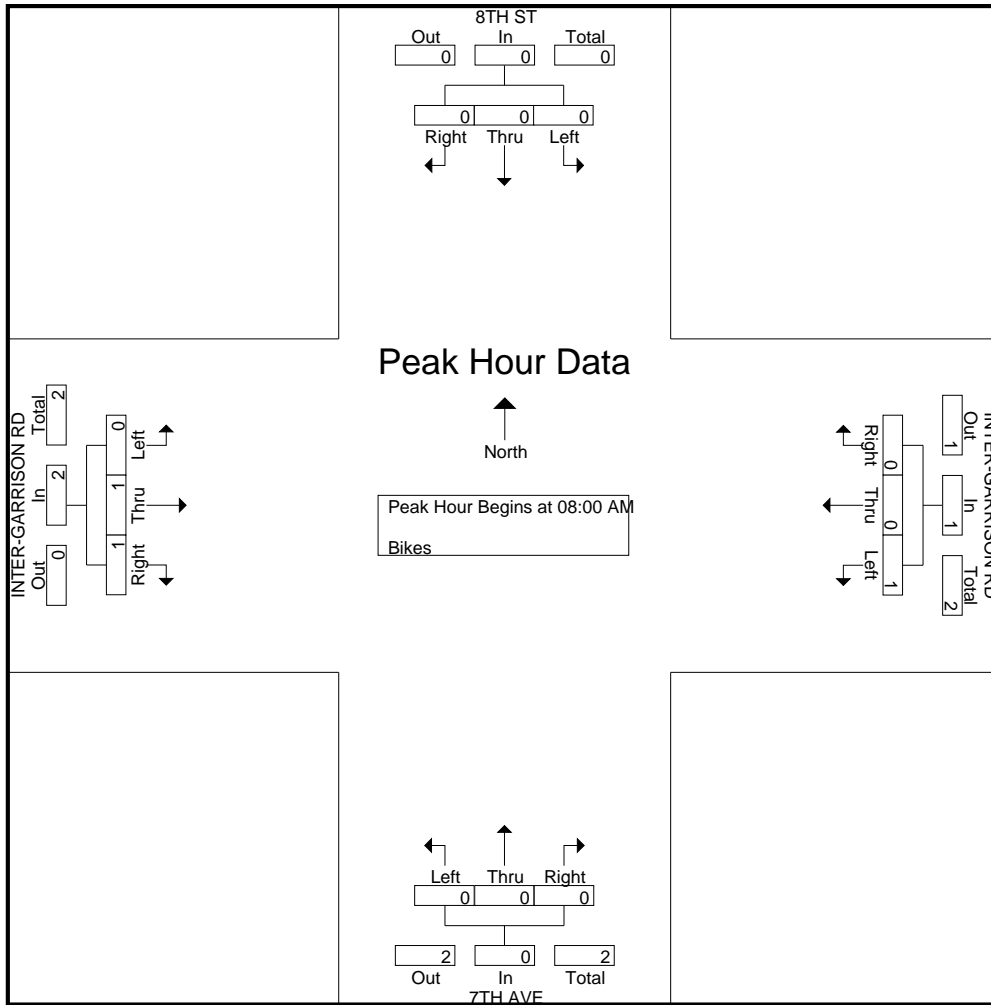 8TH ST
Out In Total
0 0 0
0 0 0
Right Thru Left
Peak Hour Data
North
Peak Hour Begins at 08:00 AM
Bikes
INTER-GARRISON RD
Out In Total
0 2 2
1 1 0
Right Thru Left
INTER-GARRISON RD
Out In Total
1 1 2
0 0 1
Right Thru Left
Left Thru Right
0 0 0
2 0 2
Out In Total
7TH AVE